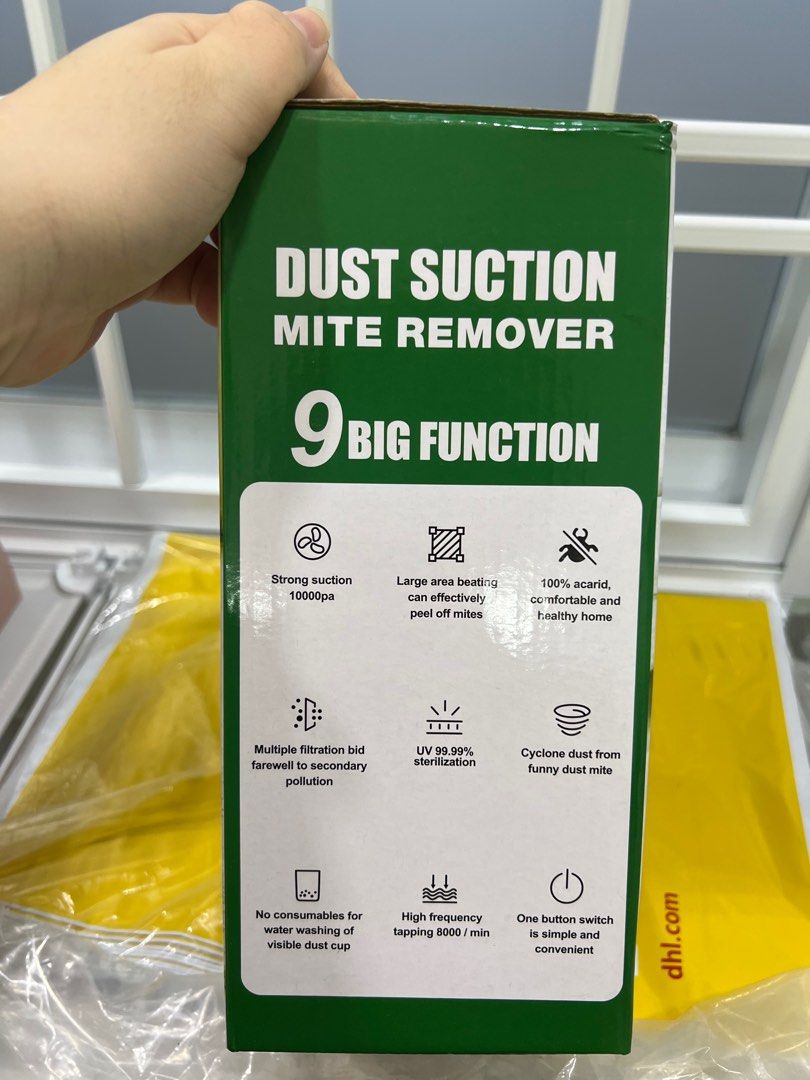 DUST SUCTION
MITE REMOVER
9 BIG FUNCTION
Strong suction
10000pa
Large area beating
can effectively
peel off mites
100% acarid,
comfortable and
healthy home
Multiple filtration bid
farewell to secondary
pollution
UV 99.99%
sterilization
Cyclone dust from
funny dust mite
No consumables for
water washing of
visible dust cup
High frequency
tapping 8000 / min
One button switch
is simple and
convenient
dhl.com